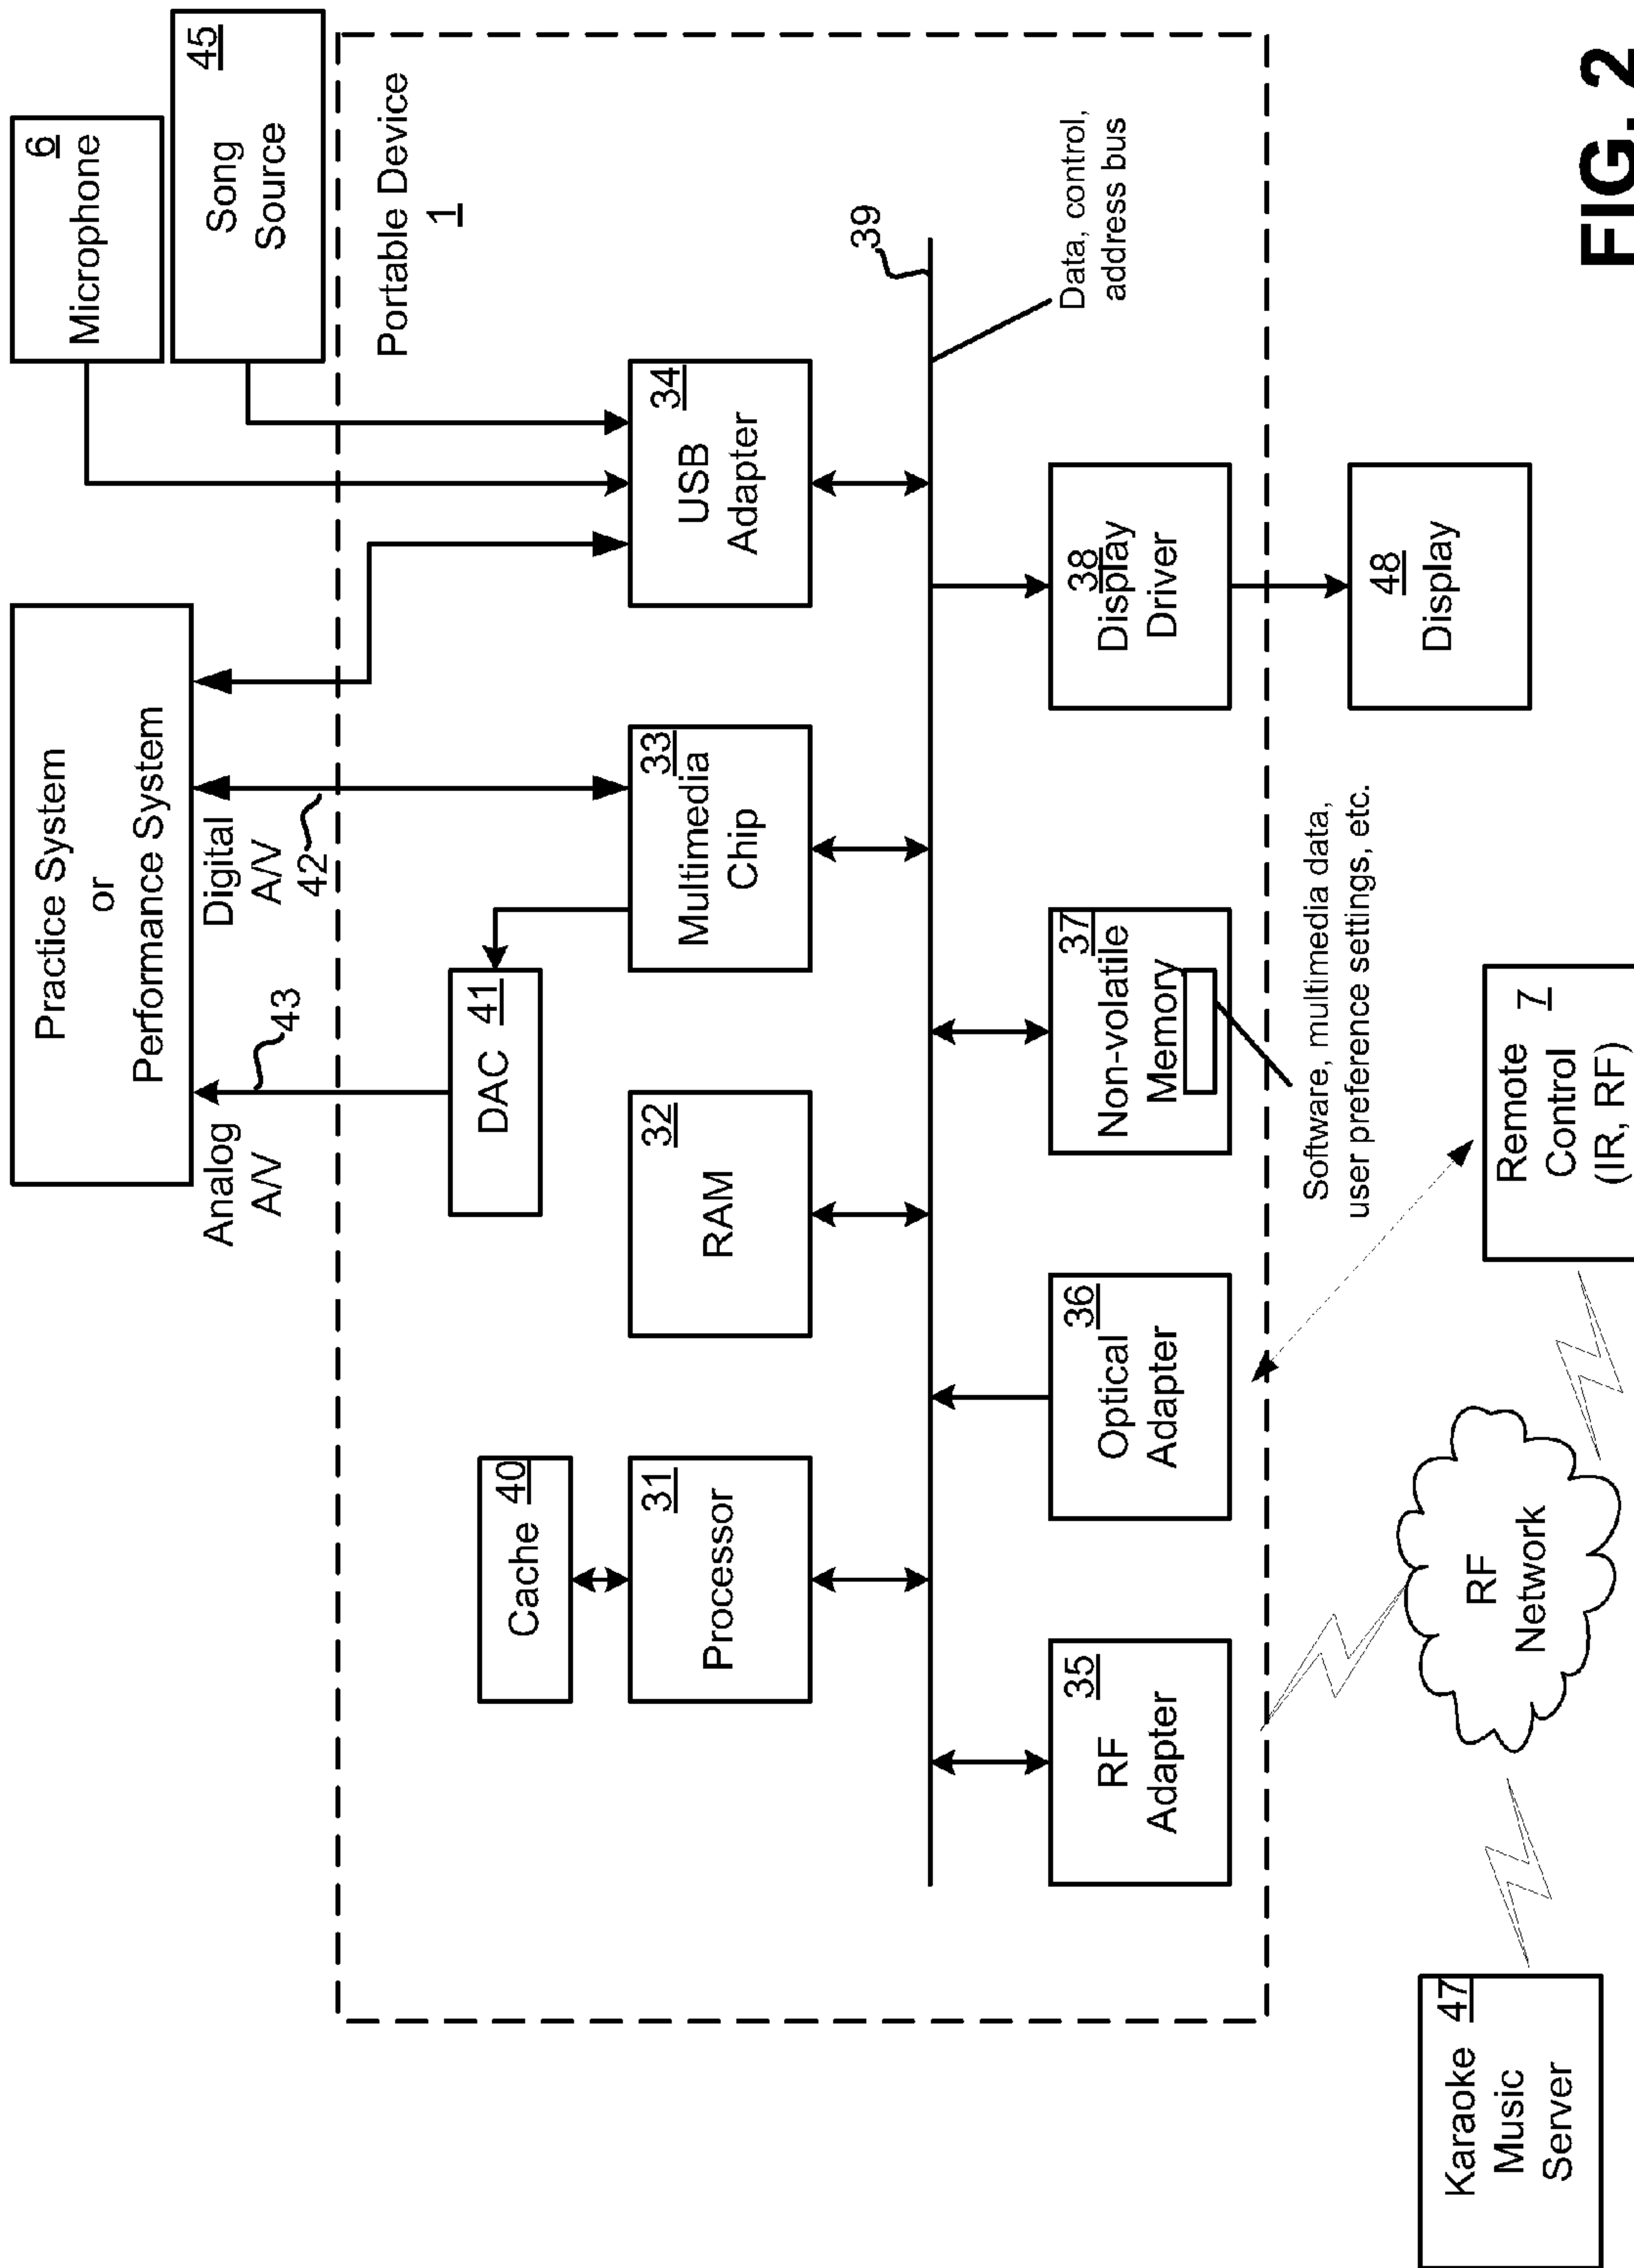 Practice System
or
Performance System
6
Microphone
45
Song
Source
Analog
A/V
43
Digital
A/V
42
Portable Device
1
Cache 40
DAC 41
31
Processor
32
RAM
33
Multimedia
Chip
34
USB
Adapter
39
Data, control,
address bus
35
RF
Adapter
36
Optical
Adapter
37
Non-volatile
Memory
38
Display
Driver
Software, multimedia data,
user preference settings, etc.
48
Display
Karaoke 47
Music
Server
RF
Network
Remote 7
Control
(IR, RF)
FIG. 2